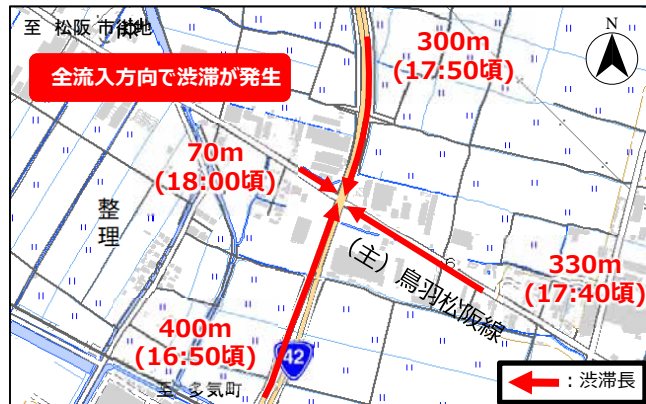 至 松阪 市街地
全流入方向で渋滞が発生
300m
(17:50頃)
N
70m
(18:00頃)
整理
(主)鳥羽松阪線
6
330m
(17:40頃)
400m
(16:50頃)
42
至 多気町
：渋滞長